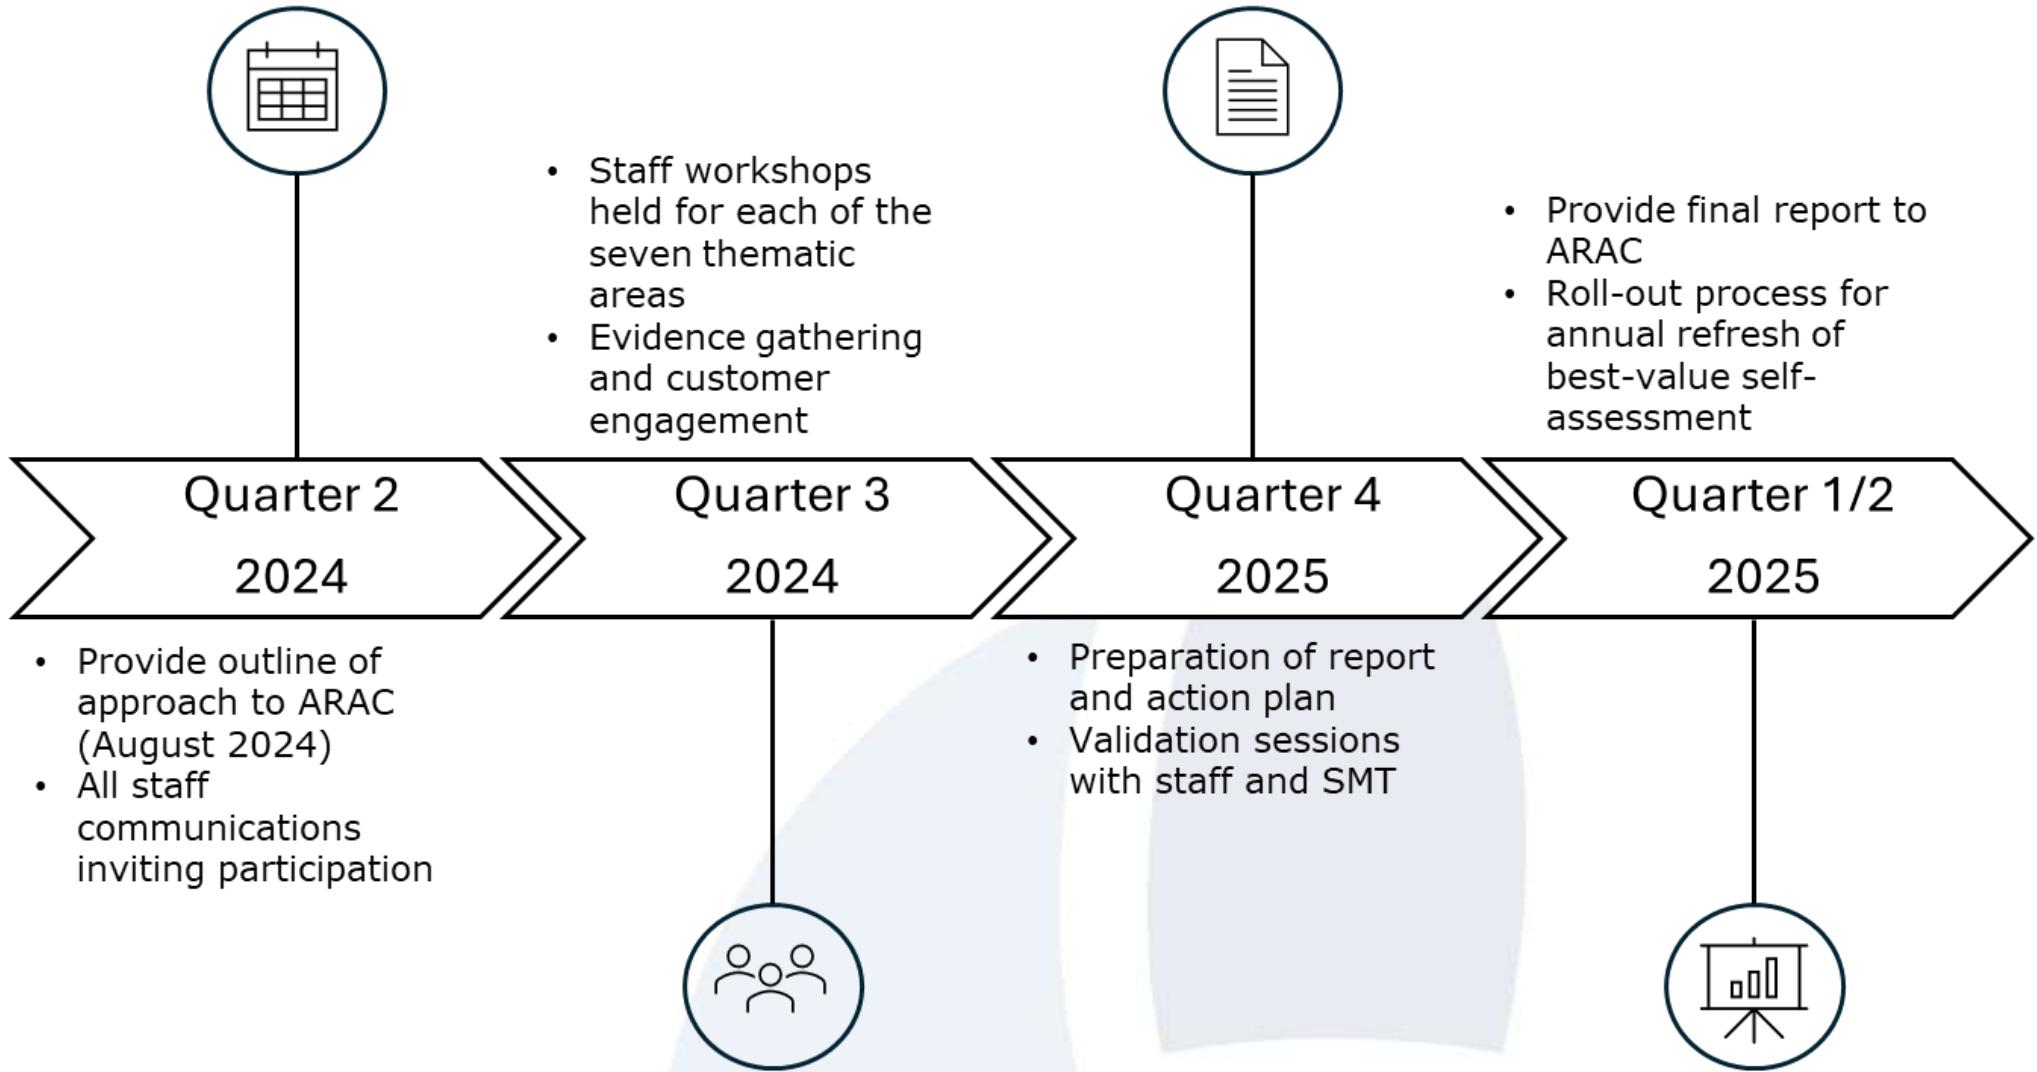 Quarter 2
2024
• Provide outline of
approach to ARAC
(August 2024)
• All staff
communications
inviting participation
• Staff workshops
held for each of the
seven thematic
areas
• Evidence gathering
and customer
engagement
Quarter 3
2024
Quarter 4
2025
• Preparation of report
and action plan
• Validation sessions
with staff and SMT
• Provide final report to
ARAC
• Roll-out process for
annual refresh of
best-value self-
assessment
Quarter 1/2
2025